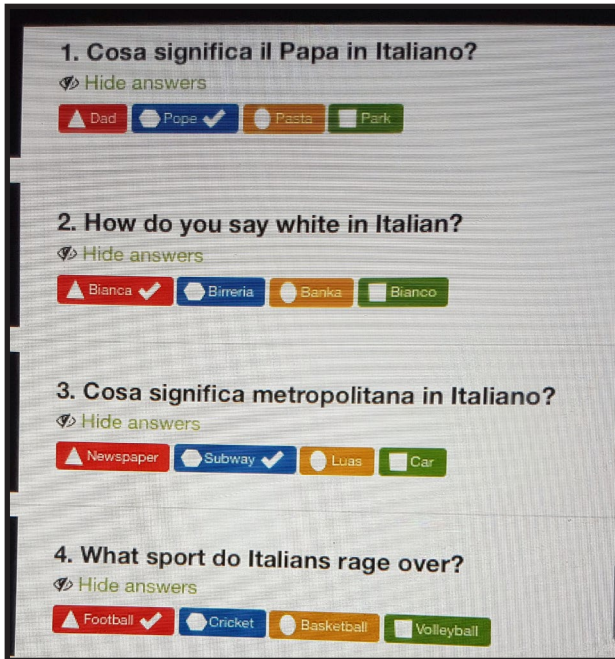 1. Cosa significa il Papa in Italiano?
Hide answers
Dad Pope Pasta Park
2. How do you say white in Italian?
Hide answers
Bianca Birreria Banka Bianco
3. Cosa significa metropolitana in Italiano?
Hide answers
Newspaper Subway Luas Car
4. What sport do Italians rage over?
Hide answers
Football Cricket Basketball Volleyball